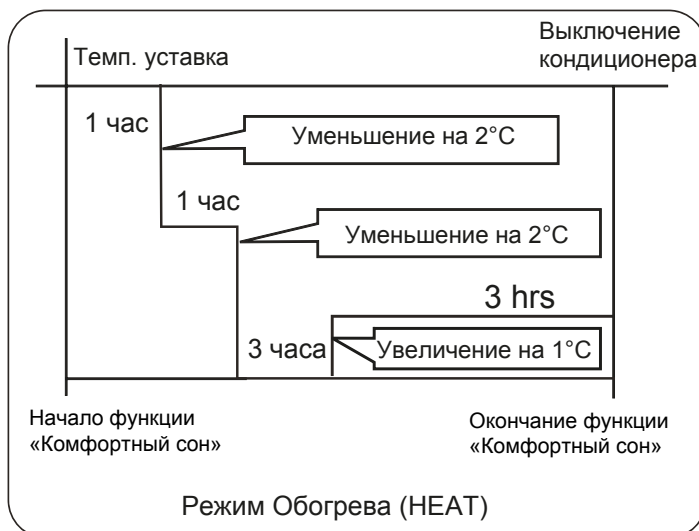 Темп. уставка
Выключение
кондиционера
1 час
Уменьшение на 2°C
1 час
Уменьшение на 2°C
3 hrs
3 часа
Увеличение на 1°C
Начало функции
«Комфортный сон»
Окончание функции
«Комфортный сон»
Режим Обогрева (HEAT)